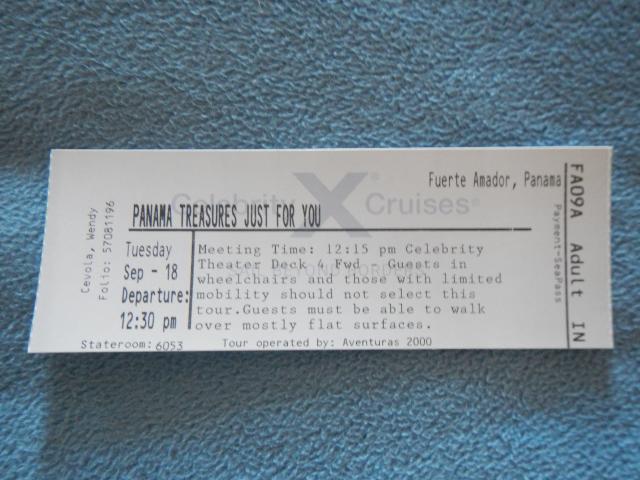 Fuerte Amador, Panama
Celebrity X Cruises®
PANAMA TREASURES JUST FOR YOU
Cevola, Wendy
Folio: 57081196
Tuesday
Sep - 18
Departure:
12:30 pm
Meeting Time: 12:15 pm Celebrity
Theater Deck 4 Fwd - Guests in
wheelchairs and those with limited
mobility should not select this
tour.Guests must be able to walk
over mostly flat surfaces.
Stateroom: 6053
Tour operated by: Aventuras 2000
FA09A Adult IN
Payment-SeaPass